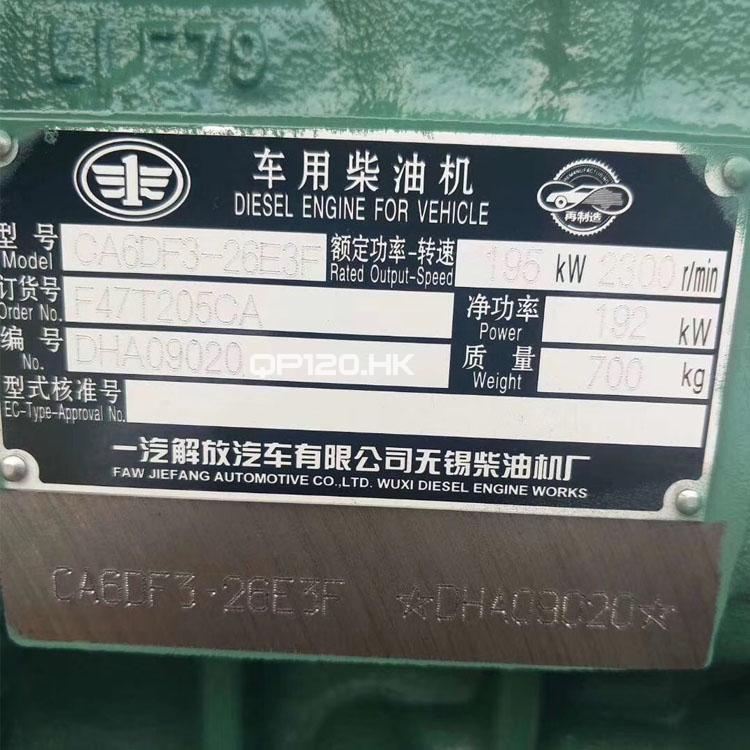 车用柴油机
DIESEL ENGINE FOR VEHICLE
REMANUFACTURING
再制造
型号 CA6DF3-26E3F 额定功率-转速 195 kW 2300 r/min
Model Rated Output-Speed
订货号 F47T205CA 净功率 192 kW
Order No. Power
编号 DHA09020 质量 700 kg
No. Weight
QP120.HK
型式核准号
EC-Type-Approval No.
一汽解放汽车有限公司无锡柴油机厂
FAW JIEFANG AUTOMOTIVE CO.,LTD. WUXI DIESEL ENGINE WORKS
CA6DF3-26E3F ☆DHA09020☆